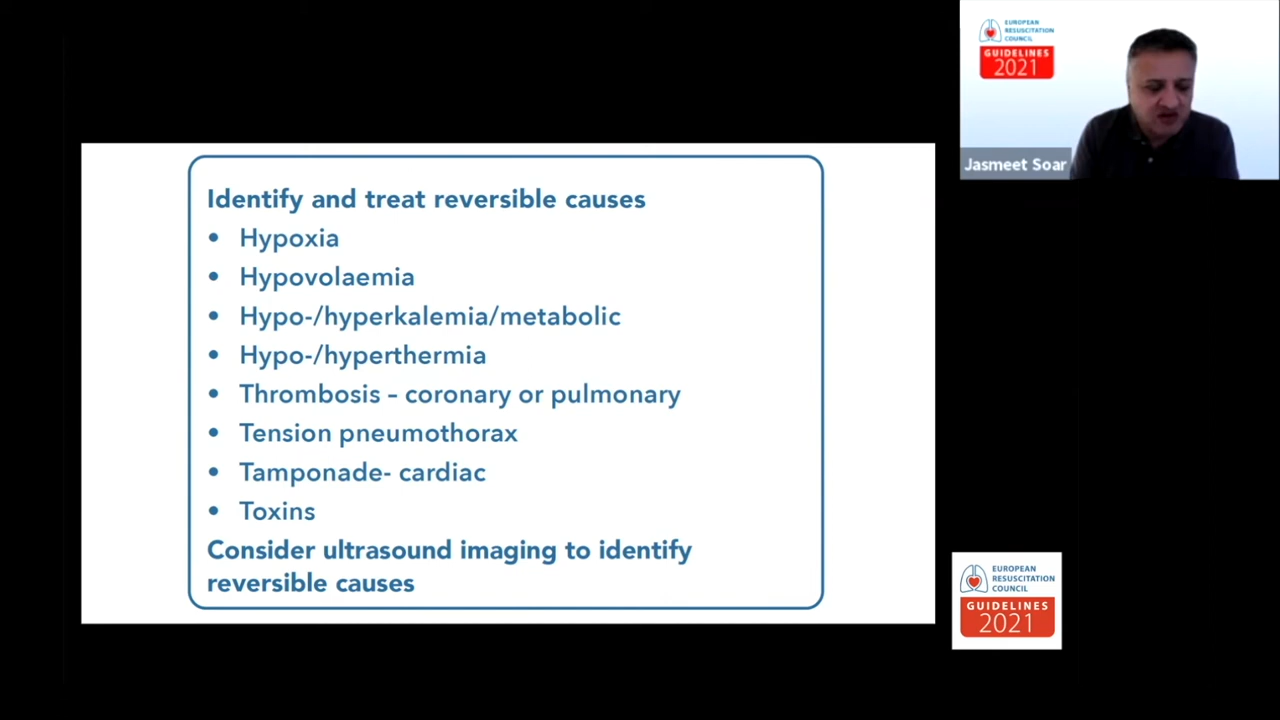 Identify and treat reversible causes
• Hypoxia
• Hypovolaemia
• Hypo-/hyperkalemia/metabolic
• Hypo-/hyperthermia
• Thrombosis – coronary or pulmonary
• Tension pneumothorax
• Tamponade- cardiac
• Toxins
Consider ultrasound imaging to identify
reversible causes
EUROPEAN
RESUSCITATION
COUNCIL
GUIDELINES
2021
Jasmeet Soar
EUROPEAN
RESUSCITATION
COUNCIL
GUIDELINES
2021